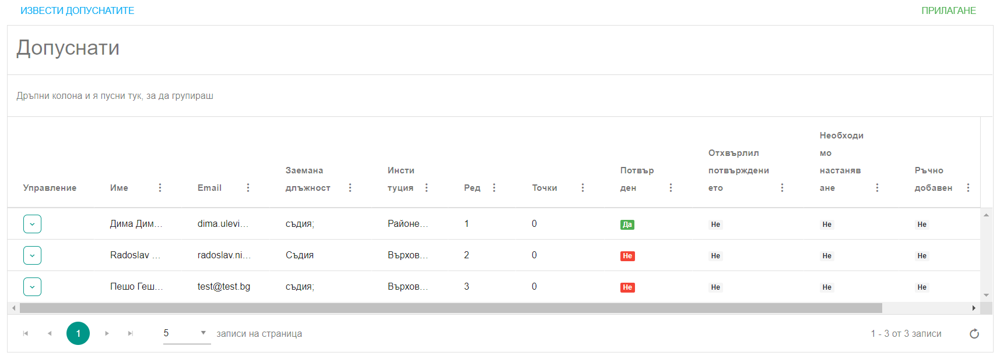 ИЗВЕСТИ ДОПУСНАТИТЕ ПРИЛАГАНЕ
Допуснати
Дръпни колона и я пусни тук, за да групираш
Управление Име Email Заемана длъжност Инсти туция Ред Точки Потвър ден Отхвърлил потвърждени ето Необходи мо настаняв ане Ръчно добавен
Дима Дим... dima.ulevi... съдия; Районе... 1 0 Да Не Не Не
Radoslav ... radoslav.ni... Съдия Върхов... 2 0 Не Не Не Не
Пешо Геш... test@test.bg съдия; Върхов... 3 0 Не Не Не Не
1 5 записи на страница 1 - 3 от 3 записи